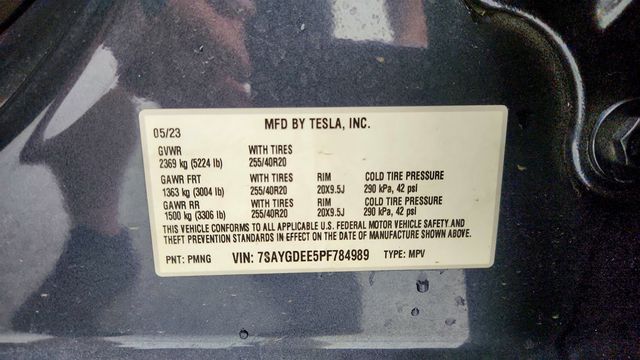 05/23 MFD BY TESLA, INC.
GVWR WITH TIRES
2369 kg (5224 lb) 255/40R20
GAWR FRT WITH TIRES RIM COLD TIRE PRESSURE
1363 kg (3004 lb) 255/40R20 20X9.5J 290 kPa, 42 psi
GAWR RR WITH TIRES RIM COLD TIRE PRESSURE
1500 kg (3306 lb) 255/40R20 20X9.5J 290 kPa, 42 psi
THIS VEHICLE CONFORMS TO ALL APPLICABLE U.S. FEDERAL MOTOR VEHICLE SAFETY AND
THEFT PREVENTION STANDARDS IN EFFECT ON THE DATE OF MANUFACTURE SHOWN ABOVE.
PNT: PMNG VIN: 7SAYGDEE5PF784989 TYPE: MPV